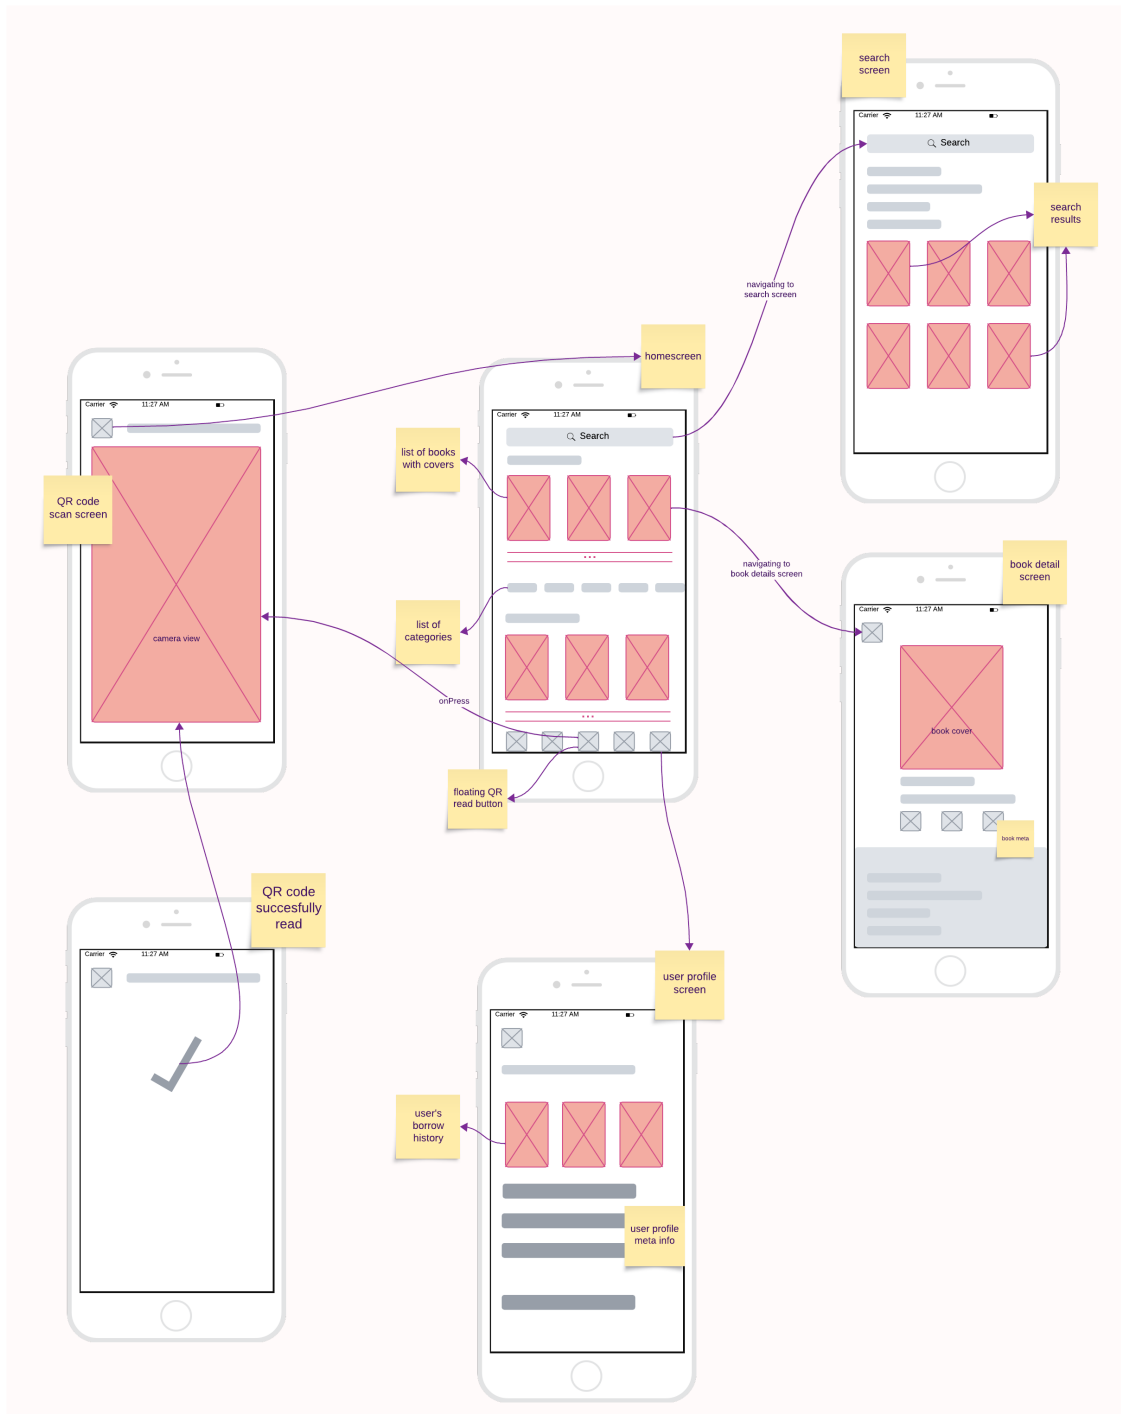 search
screen
Carrier
11:27 AM
Search
search
results
navigating to
search screen
homescreen
Carrier
11:27 AM
Carrier
11:27 AM
Search
list of books
with covers
QR code
scan screen
camera view
navigating to
book details screen
book detail
screen
Carrier
11:27 AM
book cover
book meta
list of
categories
onPress
floating QR
read button
QR code
succesfully
read
Carrier
11:27 AM
user profile
screen
Carrier
11:27 AM
user's
borrow
history
user profile
meta info